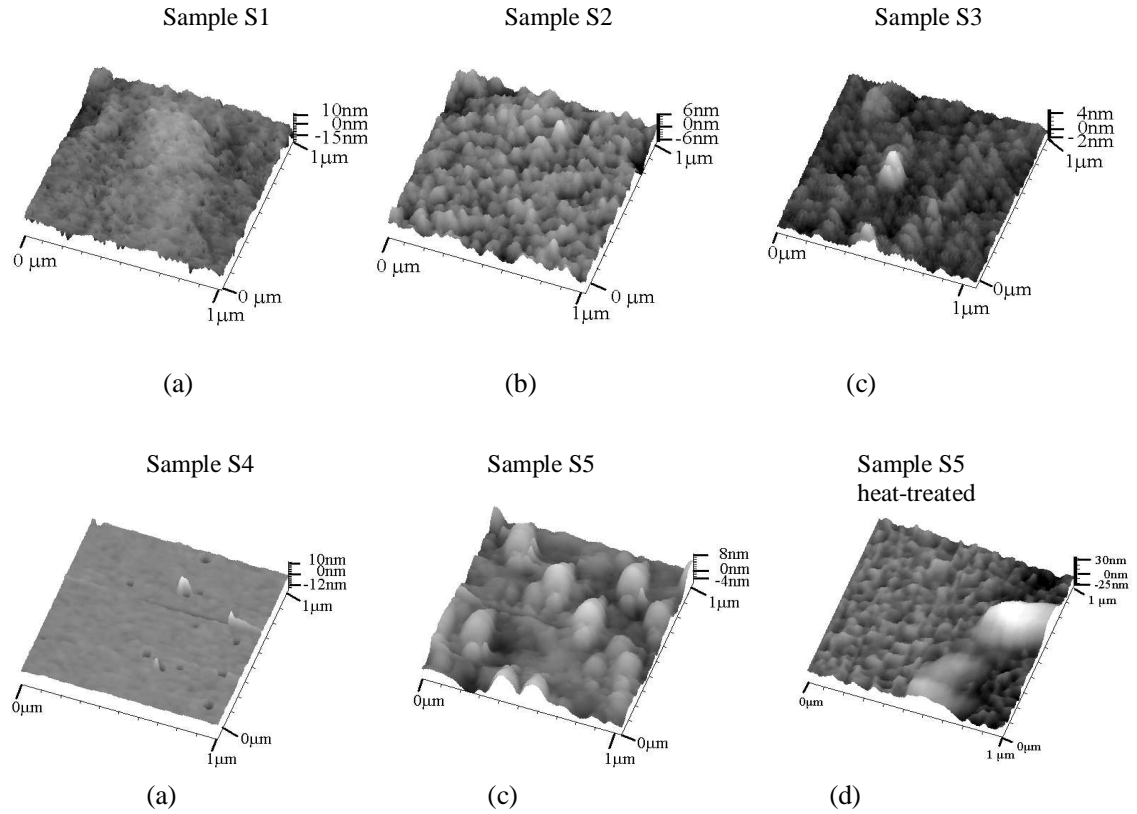 Sample S1
Sample S2
Sample S3
10nm
0nm
-15nm
1μm
0 μm
0 μm
1μm
6nm
0nm
-6nm
1μm
0 μm
0 μm
1μm
4nm
0nm
-2nm
1μm
0μm
0μm
1μm
(a)
(b)
(c)
Sample S4
Sample S5
Sample S5
heat-treated
10nm
0nm
-12nm
1μm
0μm
0μm
1μm
8nm
0nm
-4nm
1μm
0μm
0μm
1μm
30nm
0nm
-25nm
1 μm
0μm
0μm
1 μm
(a)
(c)
(d)